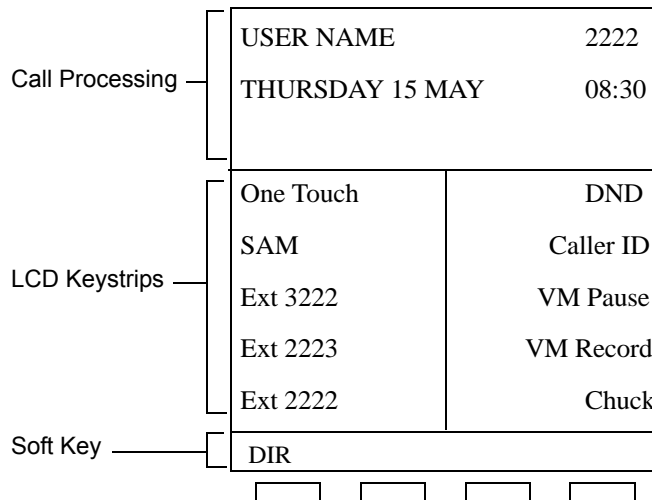 Call Processing
USER NAME 2222
THURSDAY 15 MAY 08:30
LCD Keystrips
One Touch DND
SAM Caller ID
Ext 3222 VM Pause
Ext 2223 VM Record
Ext 2222 Chuck
Soft Key
DIR